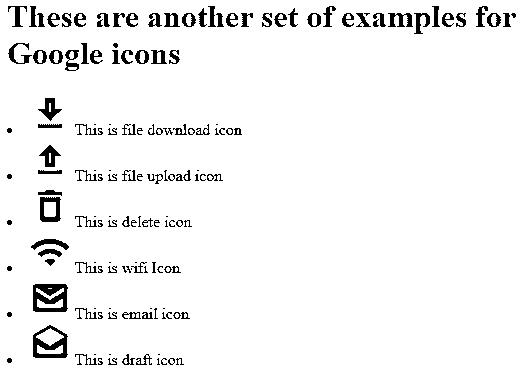 These are another set of examples for
Google icons
This is file download icon
This is file upload icon
This is delete icon
This is wifi Icon
This is email icon
This is draft icon